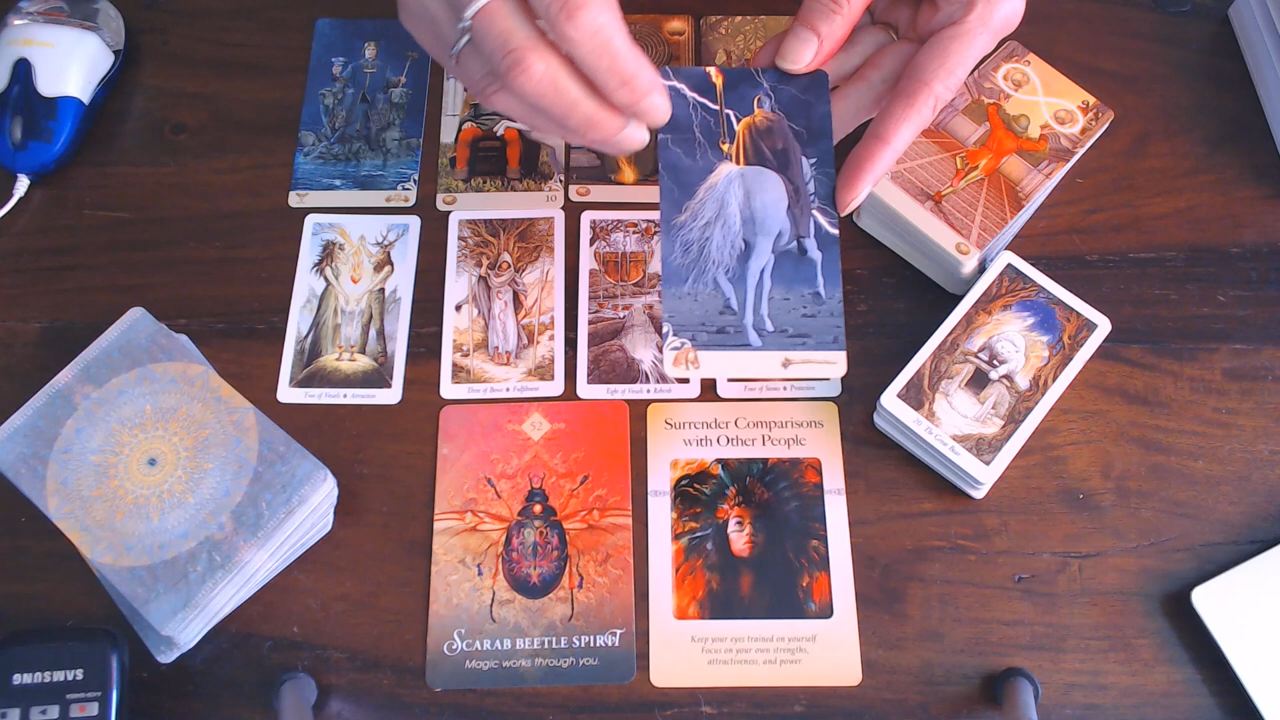 10
Two of Vessels Attraction
Three of Bows Fulfilment
Eight of Vessels Rebirth
Four of Stones Protection
20 The Great Bear
52
SCARAB BEETLE SPIRIT
Magic works through you.
Surrender Comparisons
with Other People
Keep your eyes trained on yourself
Focus on your own strengths,
attractiveness, and power
SAMSUNG